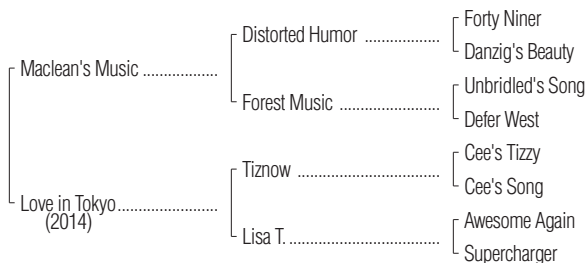 Forty Niner
Distorted Humor ..................
Danzig's Beauty
Maclean's Music ..................
Unbridled's Song
Forest Music ........................
Defer West
Cee's Tizzy
Tiznow ..................................
Cee's Song
Love in Tokyo ........................
(2014)
Awesome Again
Lisa T. ....................................
Supercharger